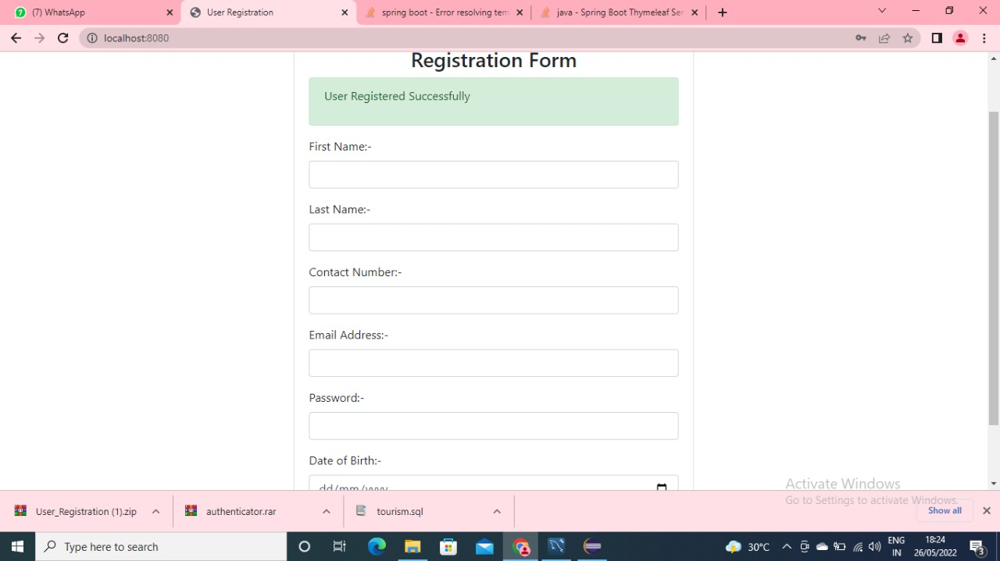 (7) WhatsApp
User Registration
spring boot - Error resolving tem
java - Spring Boot Thymeleaf Ser
localhost:8080
Registration Form
User Registered Successfully
First Name:-
Last Name:-
Contact Number:-
Email Address:-
Password:-
Date of Birth:-
dd/mm/yyyy
Activate Windows
Go to Settings to activate Windows.
User_Registration (1).zip
authenticator.rar
tourism.sql
Show all
Type here to search
30°C
ENG
IN
18:24
26/05/2022
3